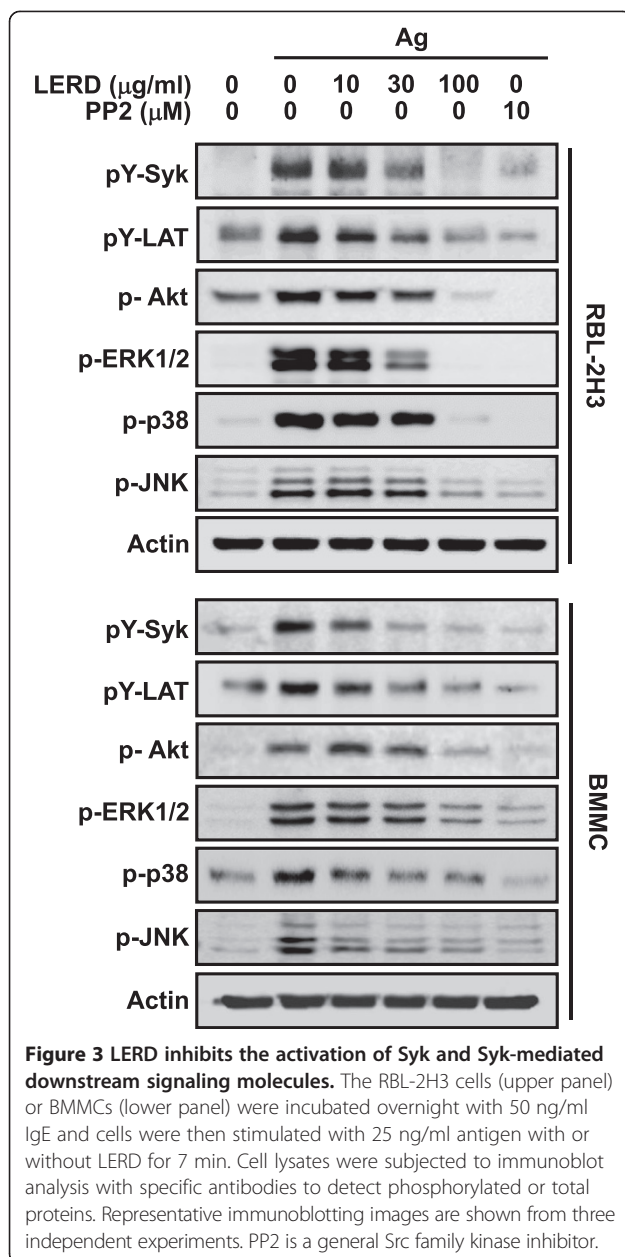 Ag
LERD (μg/ml) 0 0 10 30 100 0
PP2 (μM) 0 0 0 0 0 10
pY-Syk
pY-LAT
p- Akt
p-ERK1/2
p-p38
p-JNK
Actin
RBL-2H3
pY-Syk
pY-LAT
p- Akt
p-ERK1/2
p-p38
p-JNK
Actin
BMMC
Figure 3 LERD inhibits the activation of Syk and Syk-mediated
downstream signaling molecules. The RBL-2H3 cells (upper panel)
or BMMCs (lower panel) were incubated overnight with 50 ng/ml
IgE and cells were then stimulated with 25 ng/ml antigen with or
without LERD for 7 min. Cell lysates were subjected to immunoblot
analysis with specific antibodies to detect phosphorylated or total
proteins. Representative immunoblotting images are shown from three
independent experiments. PP2 is a general Src family kinase inhibitor.